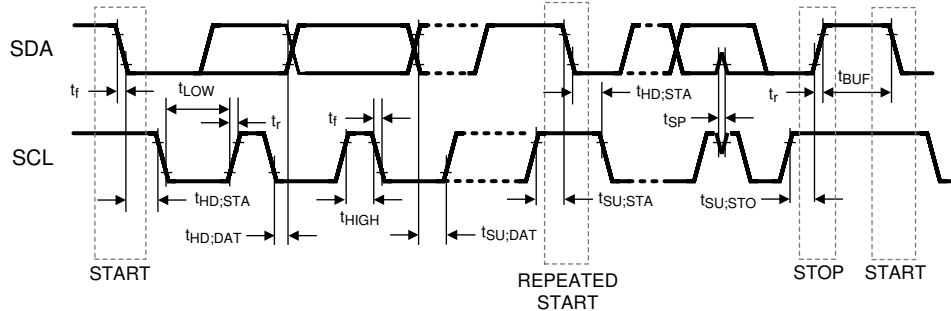 SDA
t_f
t_LOW
t_r
t_f
t_HD;STA
t_SP
t_r
t_BUF
SCL
t_HD;STA
t_HD;DAT
t_HIGH
t_SU;DAT
t_SU;STA
t_SU;STO
START
REPEATED
START
STOP
START